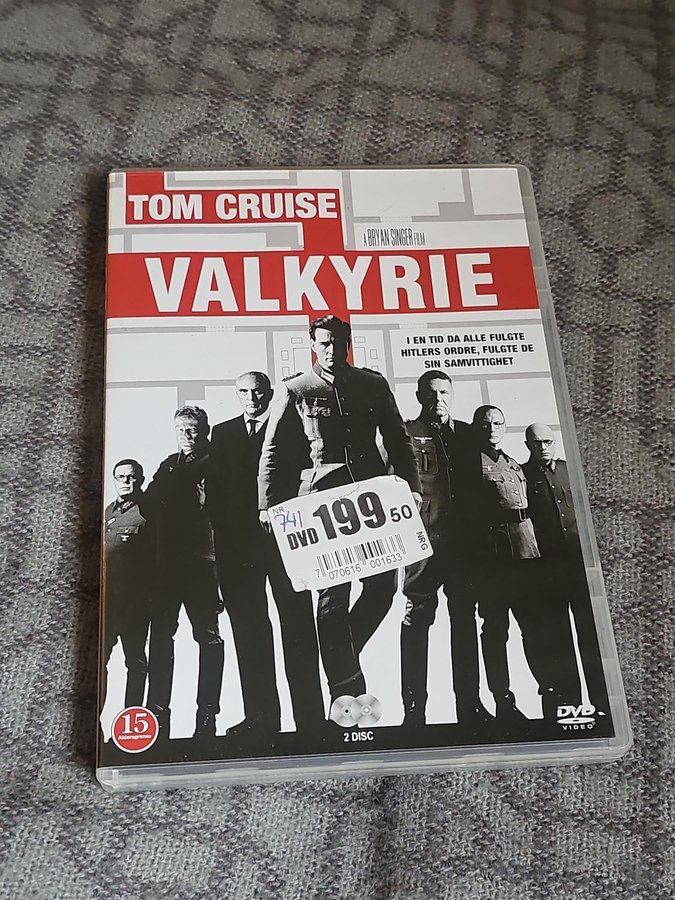 TOM CRUISE
A BRYAN SINGER FILM
VALKYRIE
I EN TID DA ALLE FULGTE
HITLERS ORDRE, FULGTE DE
SIN SAMVITTIGHET
NR
741
DVD 199 50
NRG
7 070616 001633
15
Aldersgrense
2 DISC
DVD
VIDEO